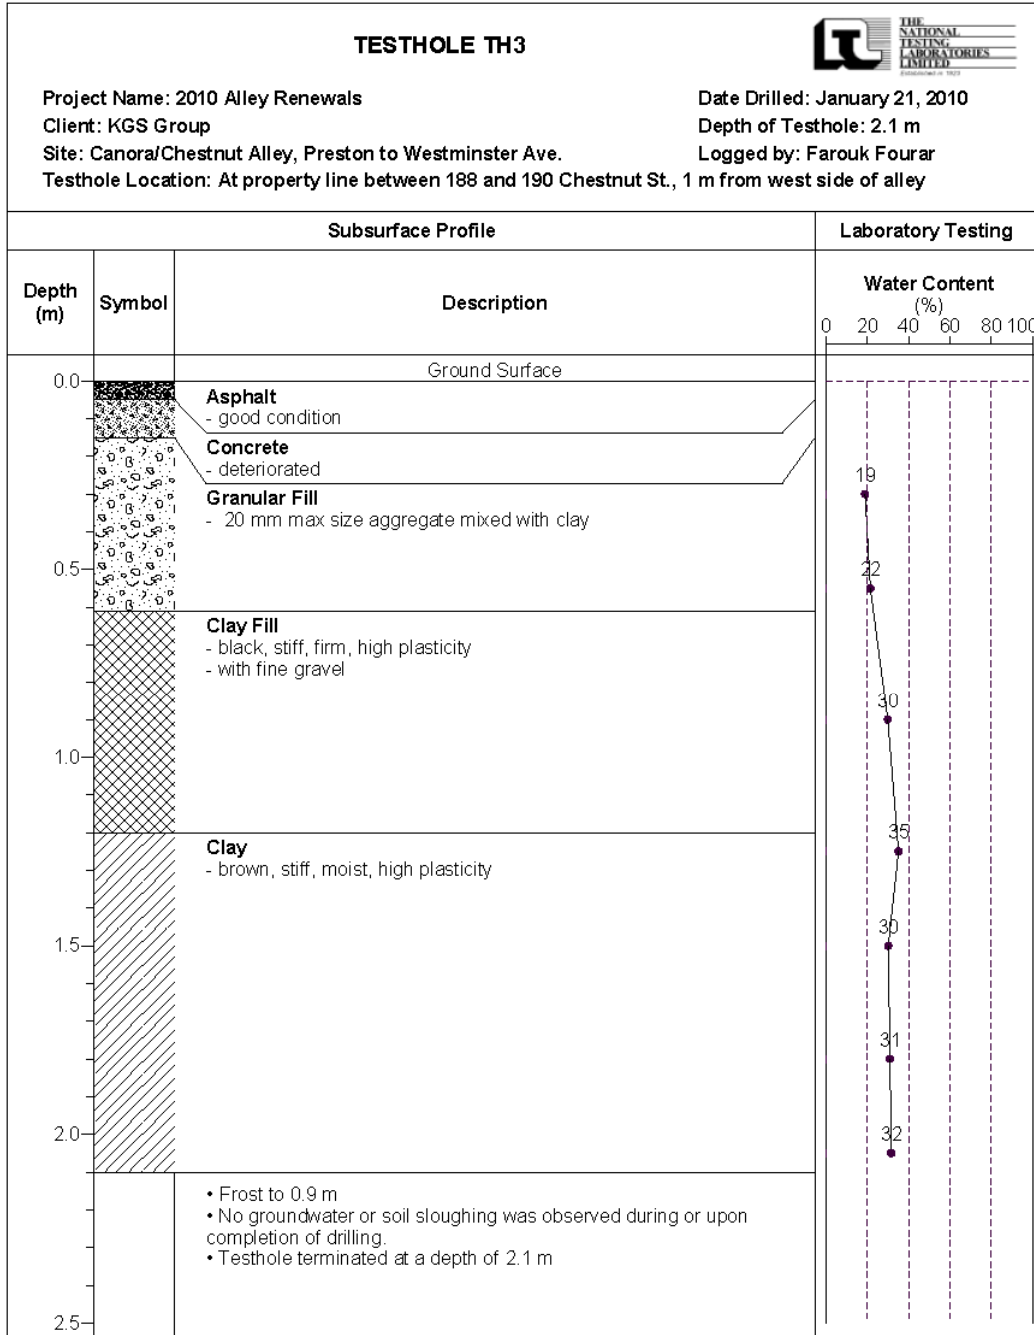 TESTHOLE TH3
THE
NATIONAL
TESTING
LABORATORIES
LIMITED
Established in 1923
Project Name: 2010 Alley Renewals
Date Drilled: January 21, 2010
Client: KGS Group
Depth of Testhole: 2.1 m
Site: Canora/Chestnut Alley, Preston to Westminster Ave.
Logged by: Farouk Fourar
Testhole Location: At property line between 188 and 190 Chestnut St., 1 m from west side of alley
Subsurface Profile
Laboratory Testing
Depth
(m)
Symbol
Description
Water Content
(%)
0 20 40 60 80 100
Ground Surface
0.0
Asphalt
- good condition
Concrete
- deteriorated
Granular Fill
- 20 mm max size aggregate mixed with clay
19
0.5
22
Clay Fill
- black, stiff, firm, high plasticity
- with fine gravel
30
1.0
35
Clay
- brown, stiff, moist, high plasticity
30
1.5
31
2.0
32
• Frost to 0.9 m
• No groundwater or soil sloughing was observed during or upon
completion of drilling.
• Testhole terminated at a depth of 2.1 m
2.5